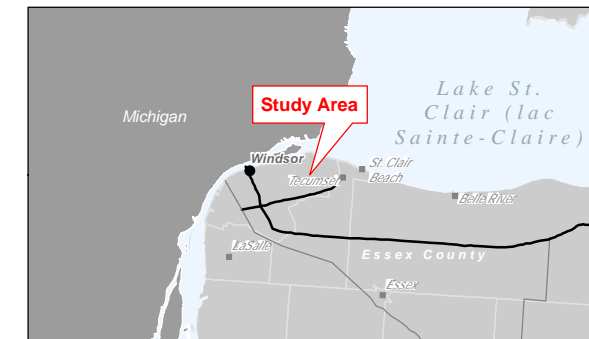 Lake St.
Clair (lac
Sainte-Claire)
Study Area
Michigan
Windsor
St. Clair
Beach
Tecumseh
Belle River
Essex County
LaSalle
Essex